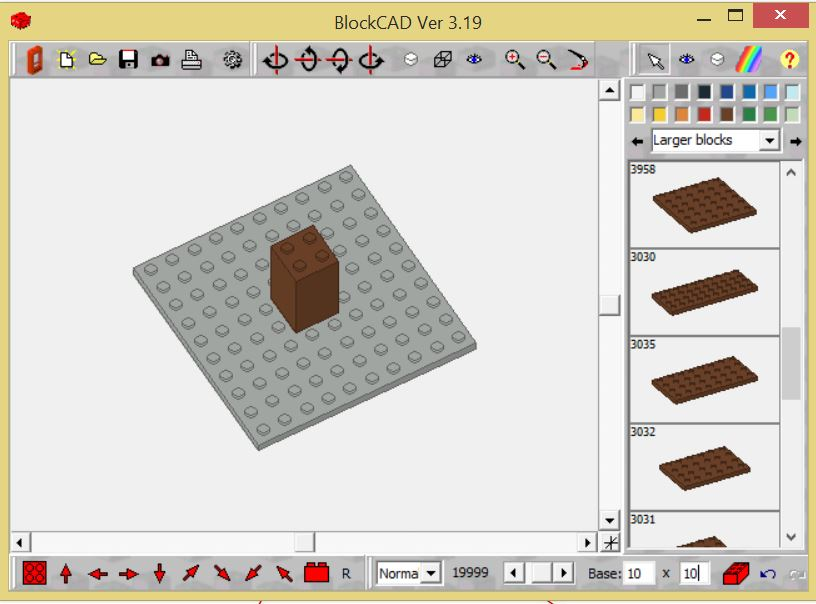 BlockCAD Ver 3.19
Larger blocks
3958
3030
3035
3032
3031
R
Norma
19999
Base: 10 x 10